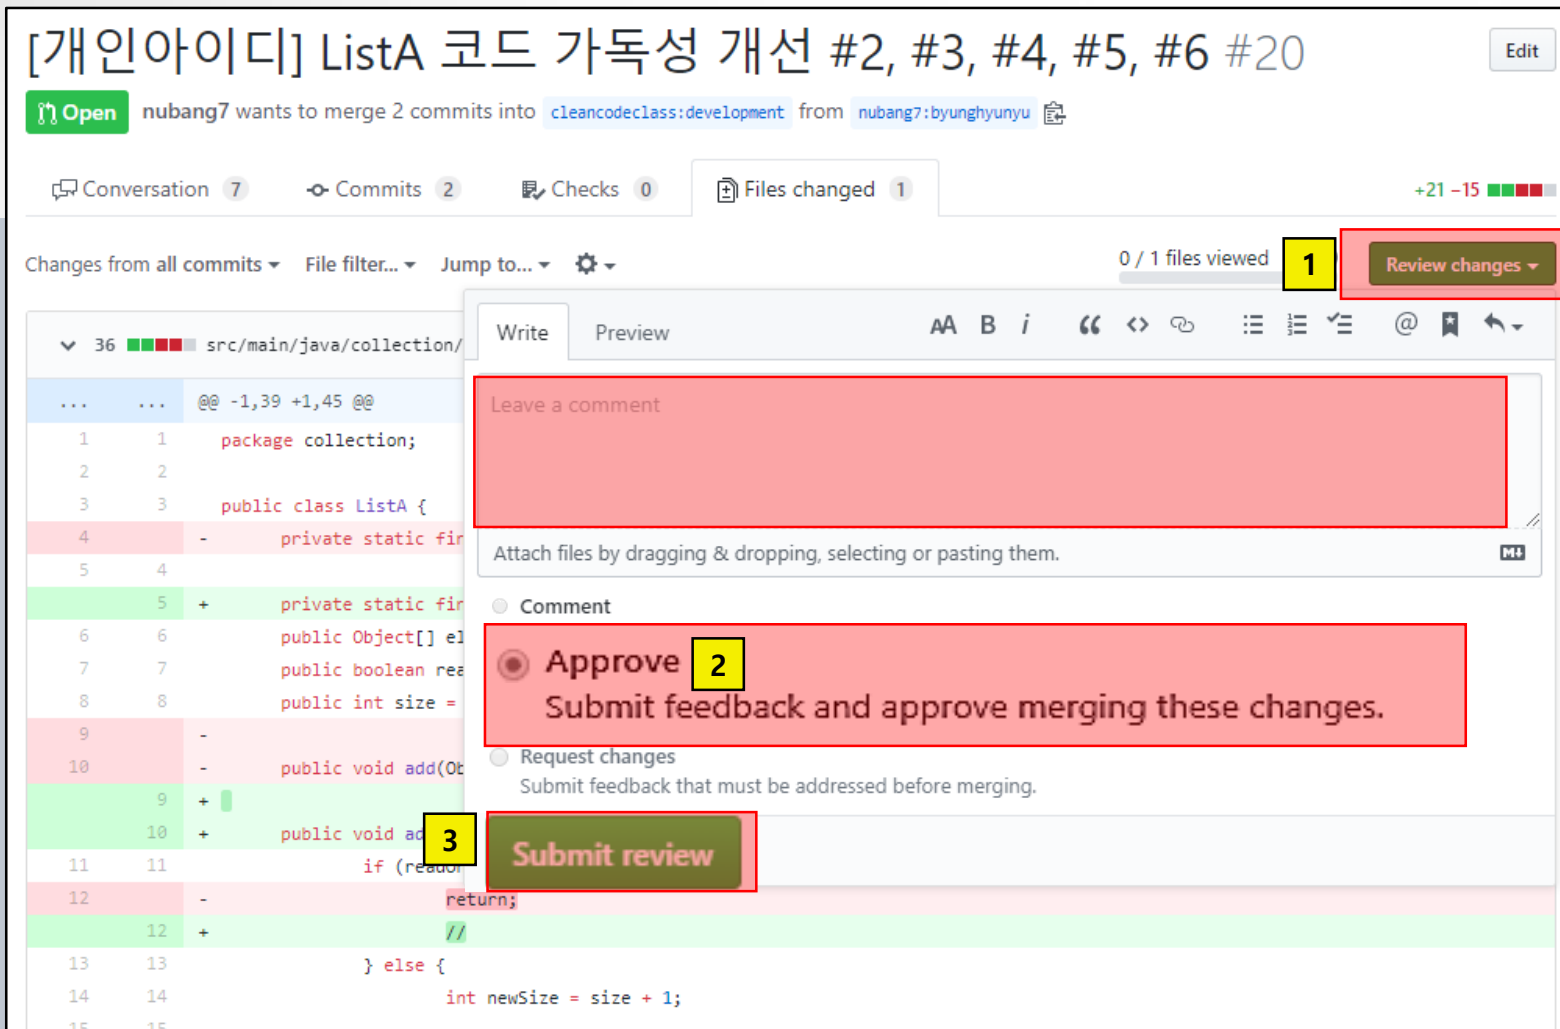 [개인아이디] ListA 코드 가독성 개선 #2, #3, #4, #5, #6 #20
Edit
Open nubang7 wants to merge 2 commits into cleancodeclass:development from nubang7:byunghyunyu
Conversation 7 Commits 2 Checks 0 Files changed 1 +21 −15
Changes from all commits File filter... Jump to... 0 / 1 files viewed 1 Review changes
36 src/main/java/collection/
Write Preview AA B i
Leave a comment
Attach files by dragging & dropping, selecting or pasting them.
Comment
Approve 2
Submit feedback and approve merging these changes.
Request changes
Submit feedback that must be addressed before merging.
3 Submit review
... ... @@ -1,39 +1,45 @@
1 1 package collection;
2 2
3 3 public class ListA {
4 - private static fin
5 4
5 + private static fin
6 6 public Object[] el
7 7 public boolean rea
8 8 public int size =
9 -
10 - public void add(Ob
9 +
10 + public void ad
11 11 if (readOn
12 - return;
12 + //
13 13 } else {
14 14 int newSize = size + 1;
15 15